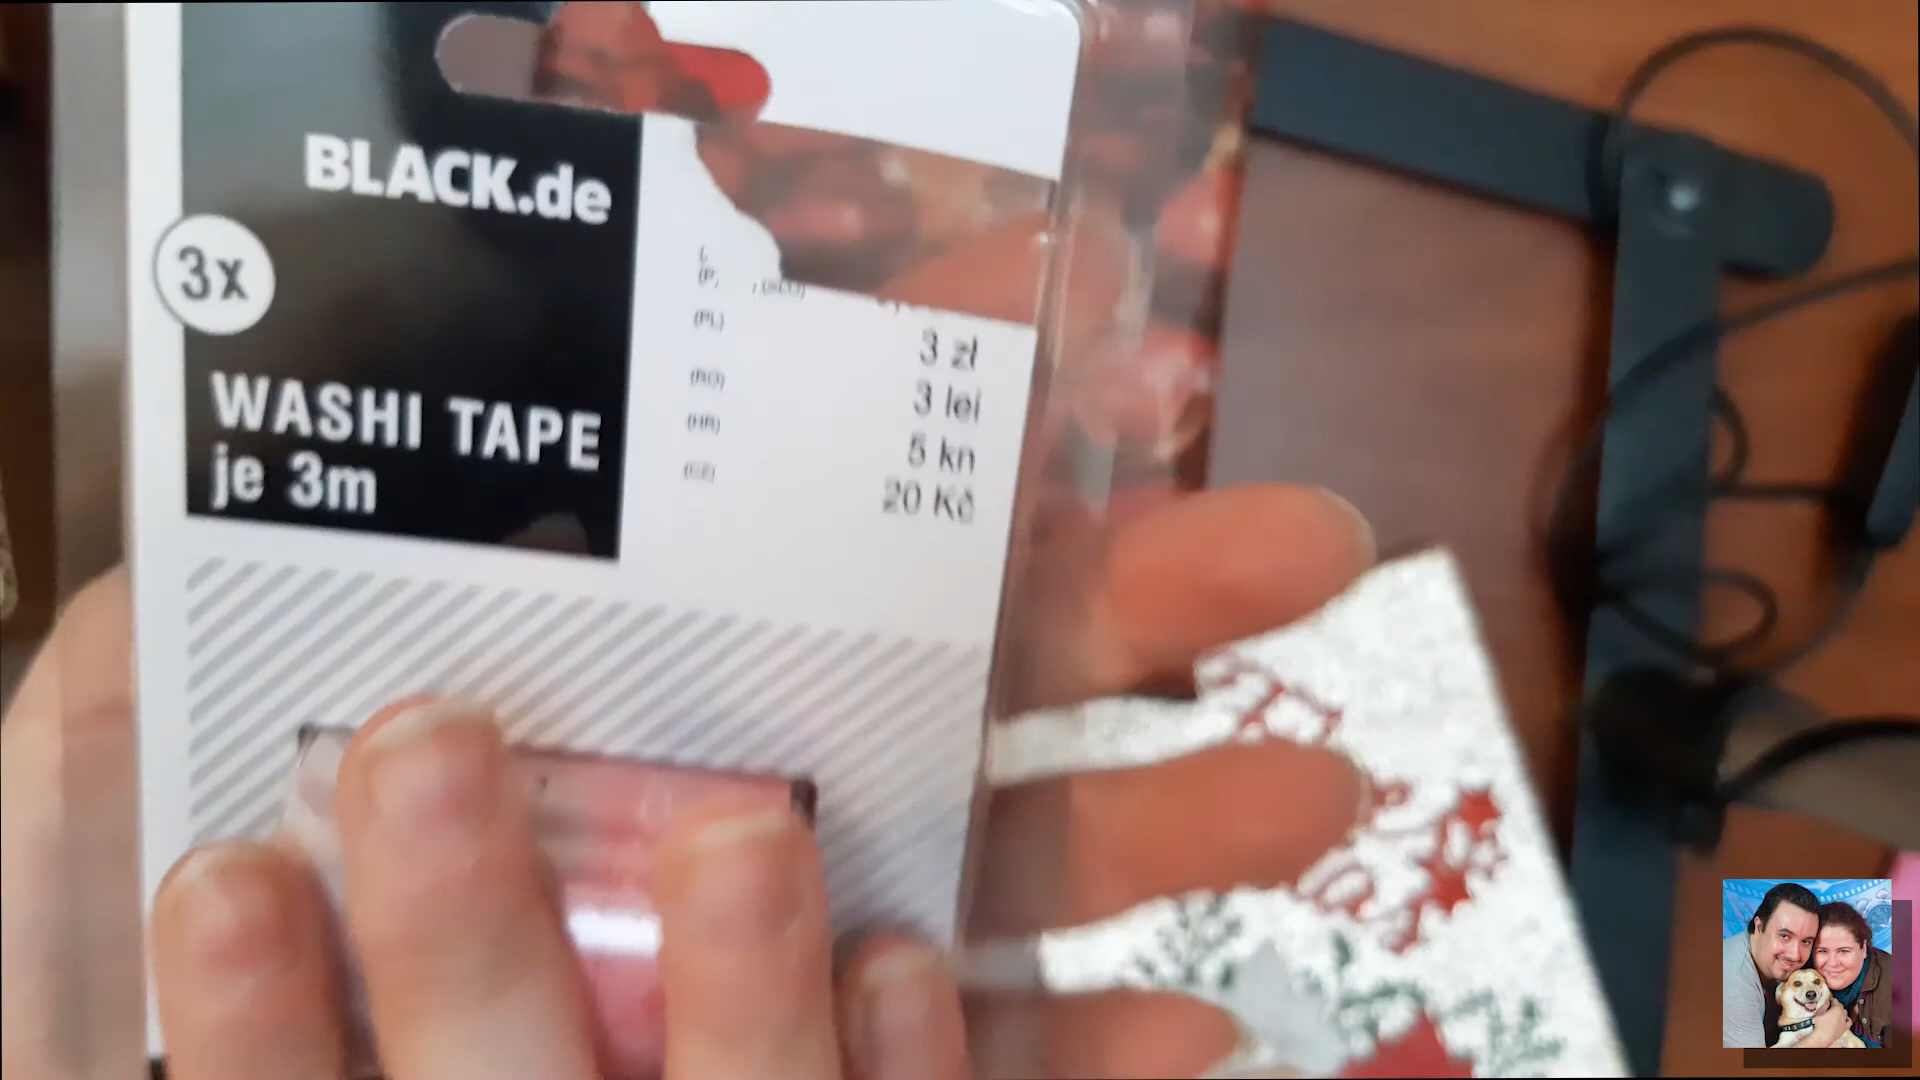 BLACK.de
3x
WASHI TAPE
je 3m
(PL) 3 zł
(RO) 3 lei
(HR) 5 kn
(CZ) 20 Kč